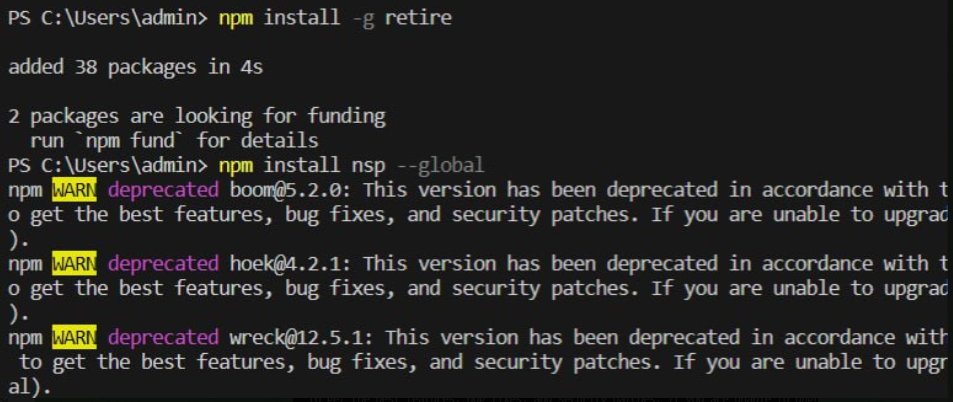 PS C:\Users\admin> npm install -g retire
added 38 packages in 4s
2 packages are looking for funding
run `npm fund` for details
PS C:\Users\admin> npm install nsp --global
npm WARN deprecated boom@5.2.0: This version has been deprecated in accordance with t
o get the best features, bug fixes, and security patches. If you are unable to upgrad
).
npm WARN deprecated hoek@4.2.1: This version has been deprecated in accordance with t
o get the best features, bug fixes, and security patches. If you are unable to upgrad
).
npm WARN deprecated wreck@12.5.1: This version has been deprecated in accordance with
to get the best features, bug fixes, and security patches. If you are unable to upgr
al).